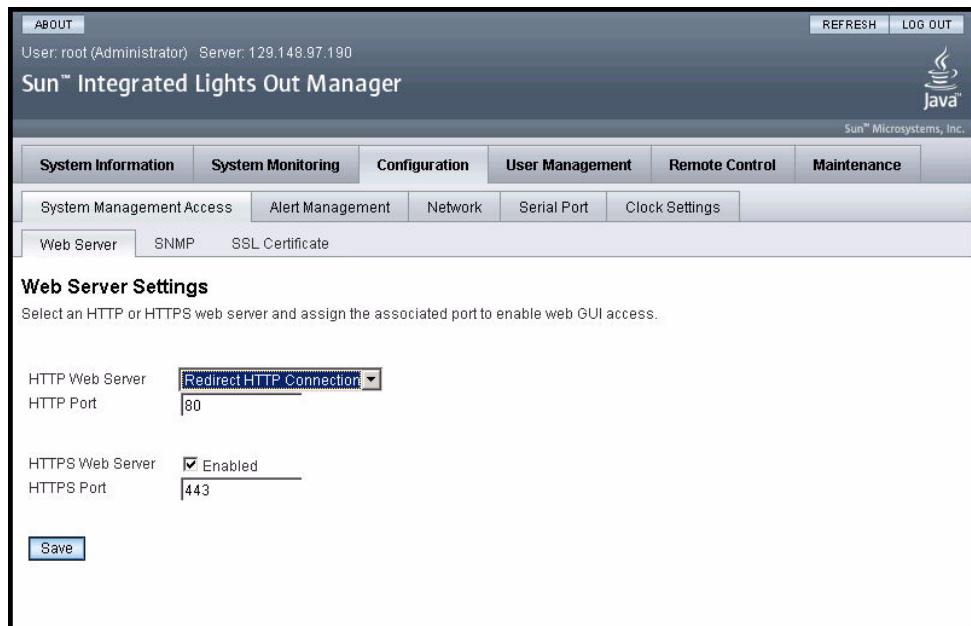 ABOUT REFRESH LOG OUT
User: root (Administrator) Server: 129.148.97.190
Sun™ Integrated Lights Out Manager
Java™
Sun™ Microsystems, Inc.
System Information System Monitoring Configuration User Management Remote Control Maintenance
System Management Access Alert Management Network Serial Port Clock Settings
Web Server SNMP SSL Certificate
Web Server Settings
Select an HTTP or HTTPS web server and assign the associated port to enable web GUI access.
HTTP Web Server Redirect HTTP Connection
HTTP Port 80
HTTPS Web Server Enabled
HTTPS Port 443
Save